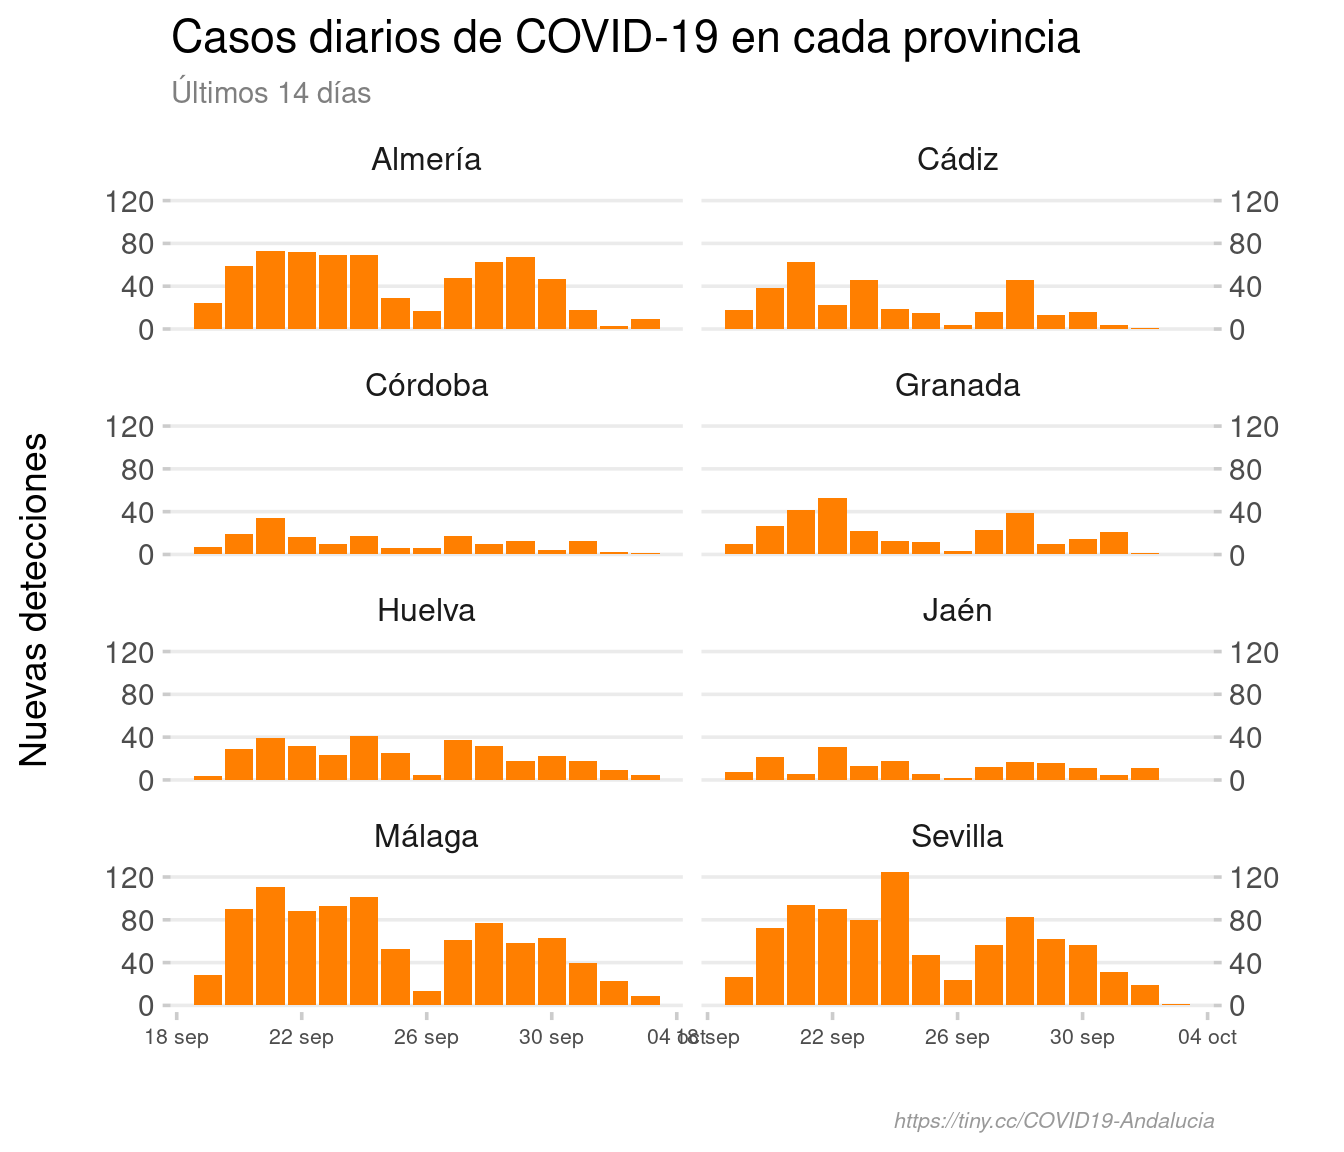 Casos diarios de COVID-19 en cada provincia
Últimos 14 días
Nuevas detecciones
Almería
Cádiz
120
80
40
0
120
80
40
0
Córdoba
Granada
120
80
40
0
120
80
40
0
Huelva
Jaén
120
80
40
0
120
80
40
0
Málaga
Sevilla
120
80
40
0
120
80
40
0
18 sep 22 sep 26 sep 30 sep 04 oct
18 sep 22 sep 26 sep 30 sep 04 oct
https://tiny.cc/COVID19-Andalucia